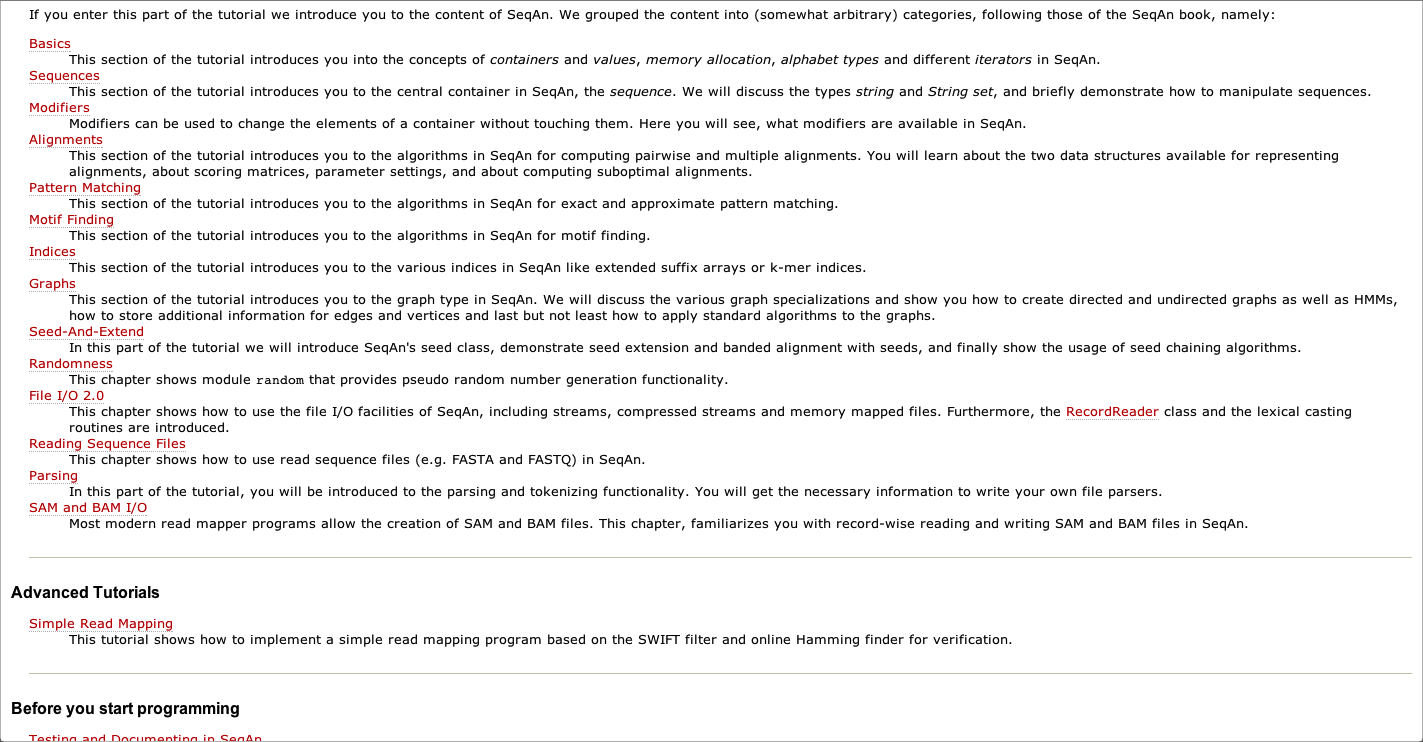 If you enter this part of the tutorial we introduce you to the content of SeqAn. We grouped the content into (somewhat arbitrary) categories, following those of the SeqAn book, namely:
Basics
This section of the tutorial introduces you into the concepts of containers and values, memory allocation, alphabet types and different iterators in SeqAn.
Sequences
This section of the tutorial introduces you to the central container in SeqAn, the sequence. We will discuss the types string and String set, and briefly demonstrate how to manipulate sequences.
Modifiers
Modifiers can be used to change the elements of a container without touching them. Here you will see, what modifiers are available in SeqAn.
Alignments
This section of the tutorial introduces you to the algorithms in SeqAn for computing pairwise and multiple alignments. You will learn about the two data structures available for representing
alignments, about scoring matrices, parameter settings, and about computing suboptimal alignments.
Pattern Matching
This section of the tutorial introduces you to the algorithms in SeqAn for exact and approximate pattern matching.
Motif Finding
This section of the tutorial introduces you to the algorithms in SeqAn for motif finding.
Indices
This section of the tutorial introduces you to the various indices in SeqAn like extended suffix arrays or k-mer indices.
Graphs
This section of the tutorial introduces you to the graph type in SeqAn. We will discuss the various graph specializations and show you how to create directed and undirected graphs as well as HMMs,
how to store additional information for edges and vertices and last but not least how to apply standard algorithms to the graphs.
Seed-And-Extend
In this part of the tutorial we will introduce SeqAn's seed class, demonstrate seed extension and banded alignment with seeds, and finally show the usage of seed chaining algorithms.
Randomness
This chapter shows module random that provides pseudo random number generation functionality.
File I/O 2.0
This chapter shows how to use the file I/O facilities of SeqAn, including streams, compressed streams and memory mapped files. Furthermore, the RecordReader class and the lexical casting
routines are introduced.
Reading Sequence Files
This chapter shows how to use read sequence files (e.g. FASTA and FASTQ) in SeqAn.
Parsing
In this part of the tutorial, you will be introduced to the parsing and tokenizing functionality. You will get the necessary information to write your own file parsers.
SAM and BAM I/O
Most modern read mapper programs allow the creation of SAM and BAM files. This chapter, familiarizes you with record-wise reading and writing SAM and BAM files in SeqAn.
Advanced Tutorials
Simple Read Mapping
This tutorial shows how to implement a simple read mapping program based on the SWIFT filter and online Hamming finder for verification.
Before you start programming
Testing and Documenting in SeqAn